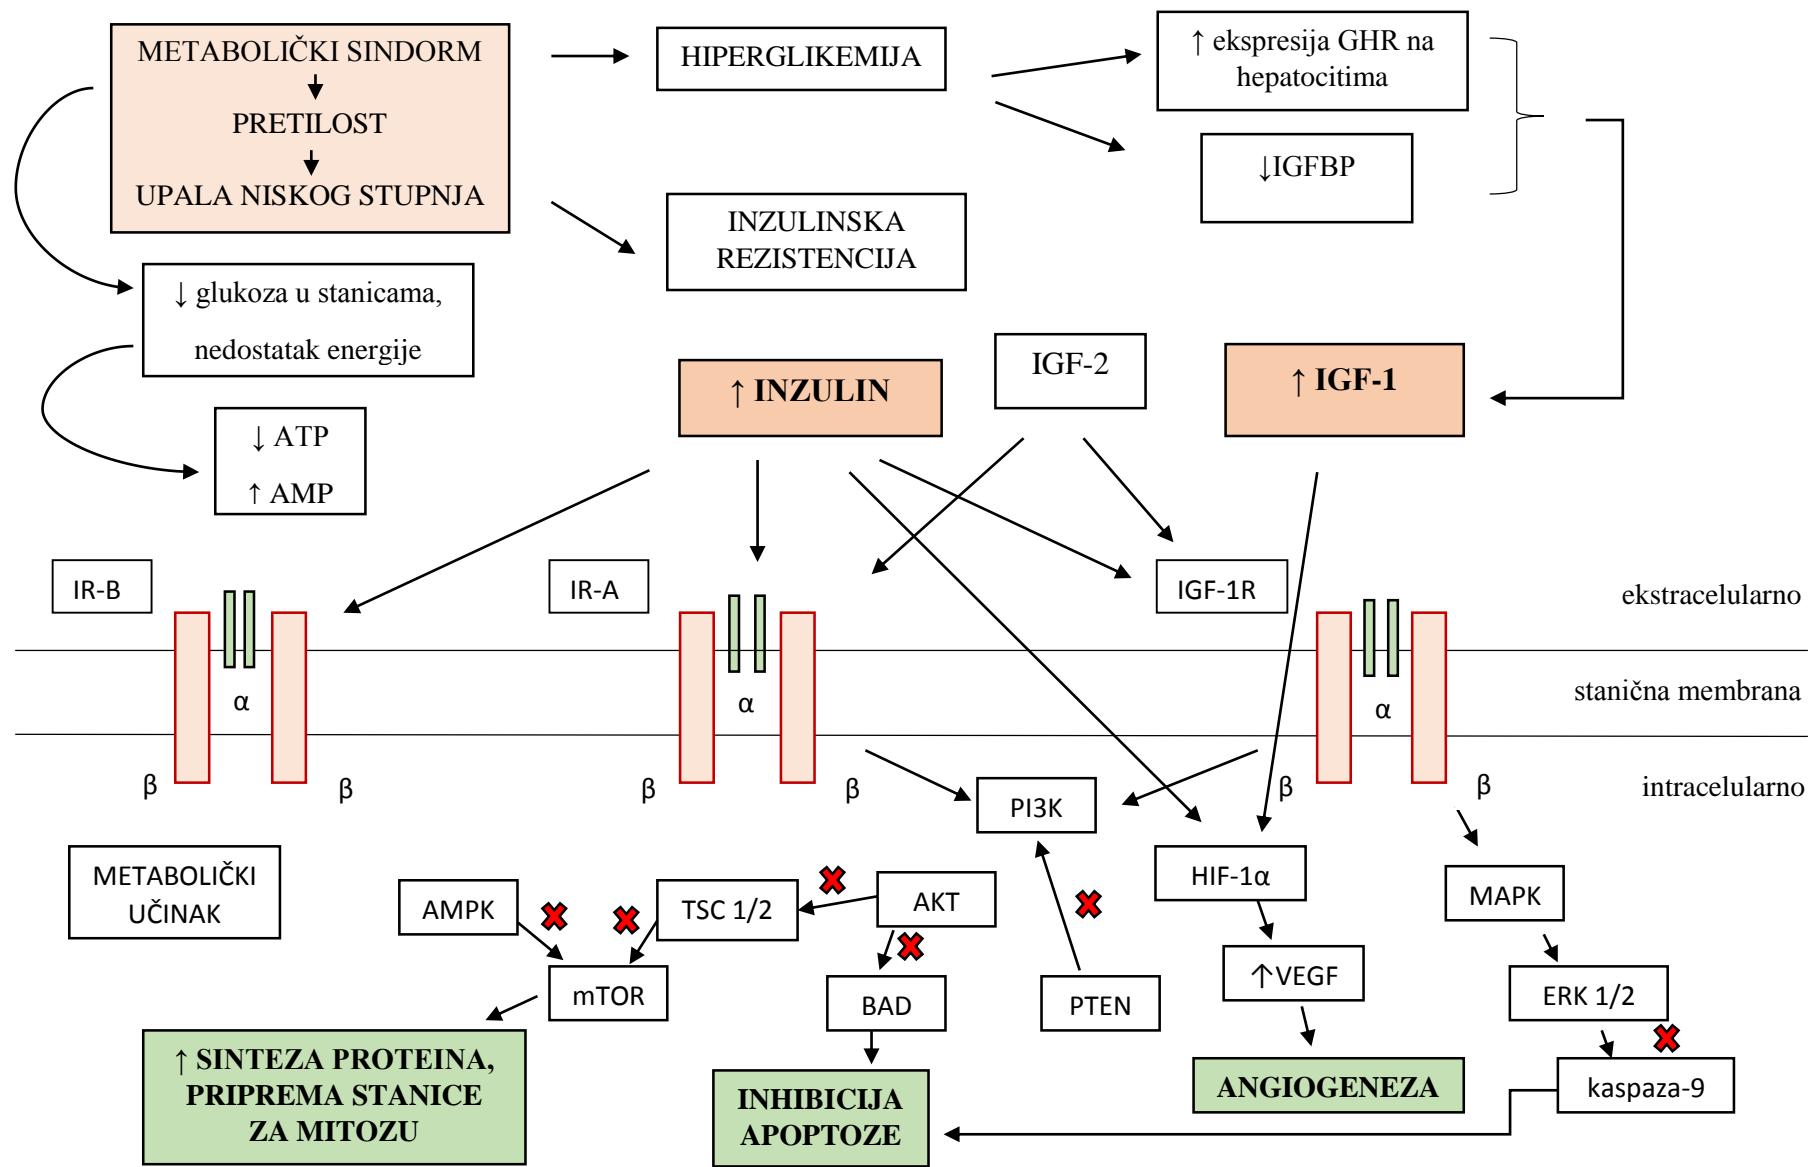 METABOLIČKI SINDORM
PRETILOST
UPALA NISKOG STUPNJA
HIPERGLIKEMIJA
↑ ekspresija GHR na
hepatocitima
↓IGFBP
INZULINSKA
REZISTENCIJA
↓ glukoza u stanicama,
nedostatak energije
↓ ATP
↑ AMP
↑ INZULIN
IGF-2
↑ IGF-1
IR-B
IR-A
IGF-1R
ekstracelularno
α
α
α
stanična membrana
β
β
β
β
β
β
intracelularno
PI3K
METABOLIČKI
UČINAK
AMPK
TSC 1/2
AKT
HIF-1α
MAPK
mTOR
BAD
PTEN
↑VEGF
ERK 1/2
↑ SINTEZA PROTEINA,
PRIPREMA STANICE
ZA MITOZU
INHIBICIJA
APOPTOZE
ANGIOGENEZA
kaspaza-9